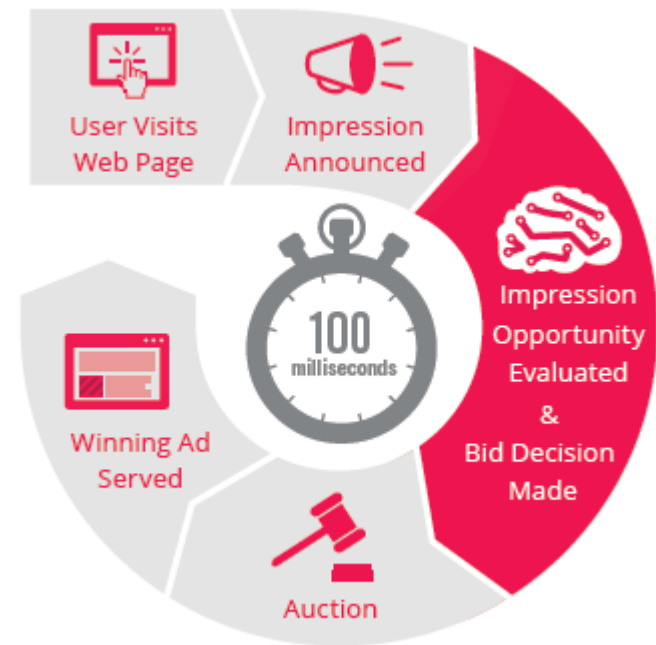 User Visits
Web Page
Impression
Announced
Impression
Opportunity
Evaluated
&
Bid Decision
Made
Auction
Winning Ad
Served
100
milliseconds